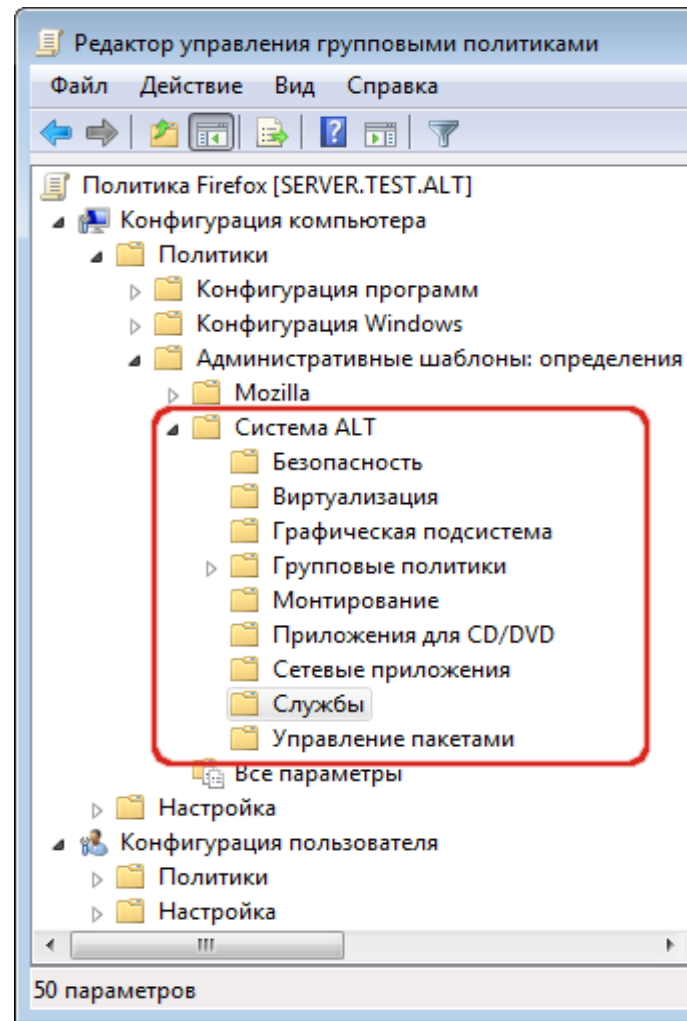 Редактор управления групповыми политиками
Файл Действие Вид Справка
Политика Firefox [SERVER.TEST.ALT]
Конфигурация компьютера
Политики
Конфигурация программ
Конфигурация Windows
Административные шаблоны: определения
Mozilla
Система ALT
Безопасность
Виртуализация
Графическая подсистема
Групповые политики
Монтирование
Приложения для CD/DVD
Сетевые приложения
Службы
Управление пакетами
Все параметры
Настройка
Конфигурация пользователя
Политики
Настройка
50 параметров